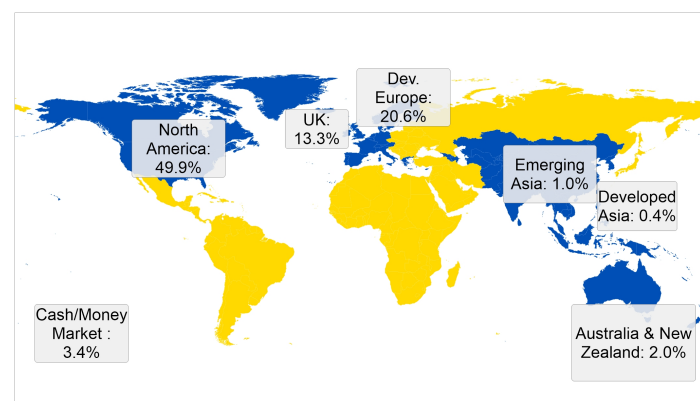 Dev.
Europe:
20.6%
UK:
13.3%
North
America:
49.9%
Emerging
Asia: 1.0%
Developed
Asia: 0.4%
Cash/Money
Market :
3.4%
Australia & New
Zealand: 2.0%